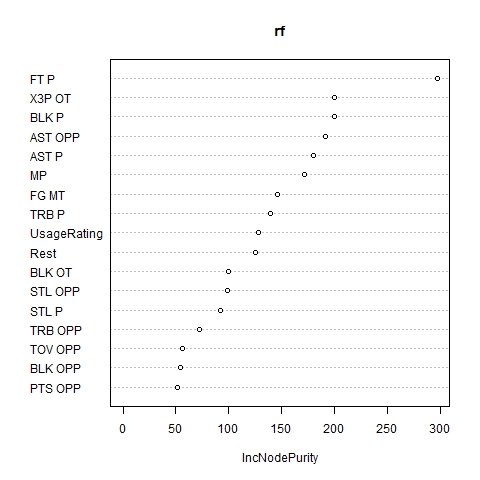 rf
FT P
X3P OT
BLK P
AST OPP
AST P
MP
FG MT
TRB P
UsageRating
Rest
BLK OT
STL OPP
STL P
TRB OPP
TOV OPP
BLK OPP
PTS OPP
0 50 100 150 200 250 300
IncNodePurity